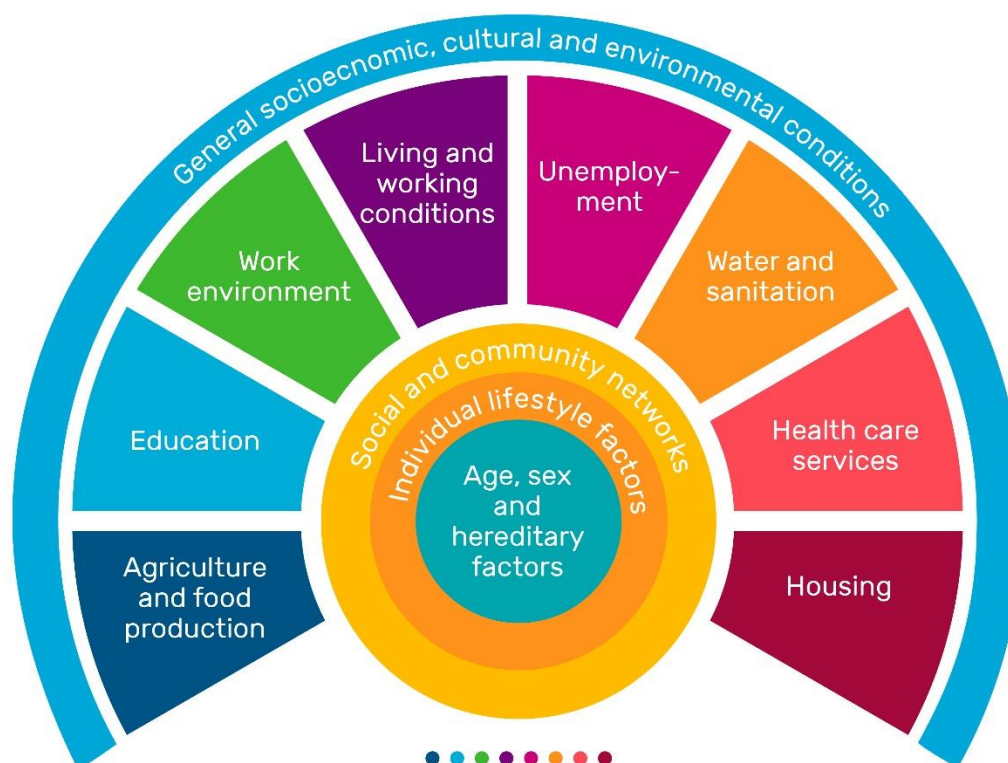 General socioecnomic, cultural and environmental conditions
Living and
working
conditions
Unemploy-
ment
Work
environment
Water and
sanitation
Education
Health care
services
Agriculture
and food
production
Housing
Social and community networks
Individual lifestyle factors
Age, sex
and
hereditary
factors